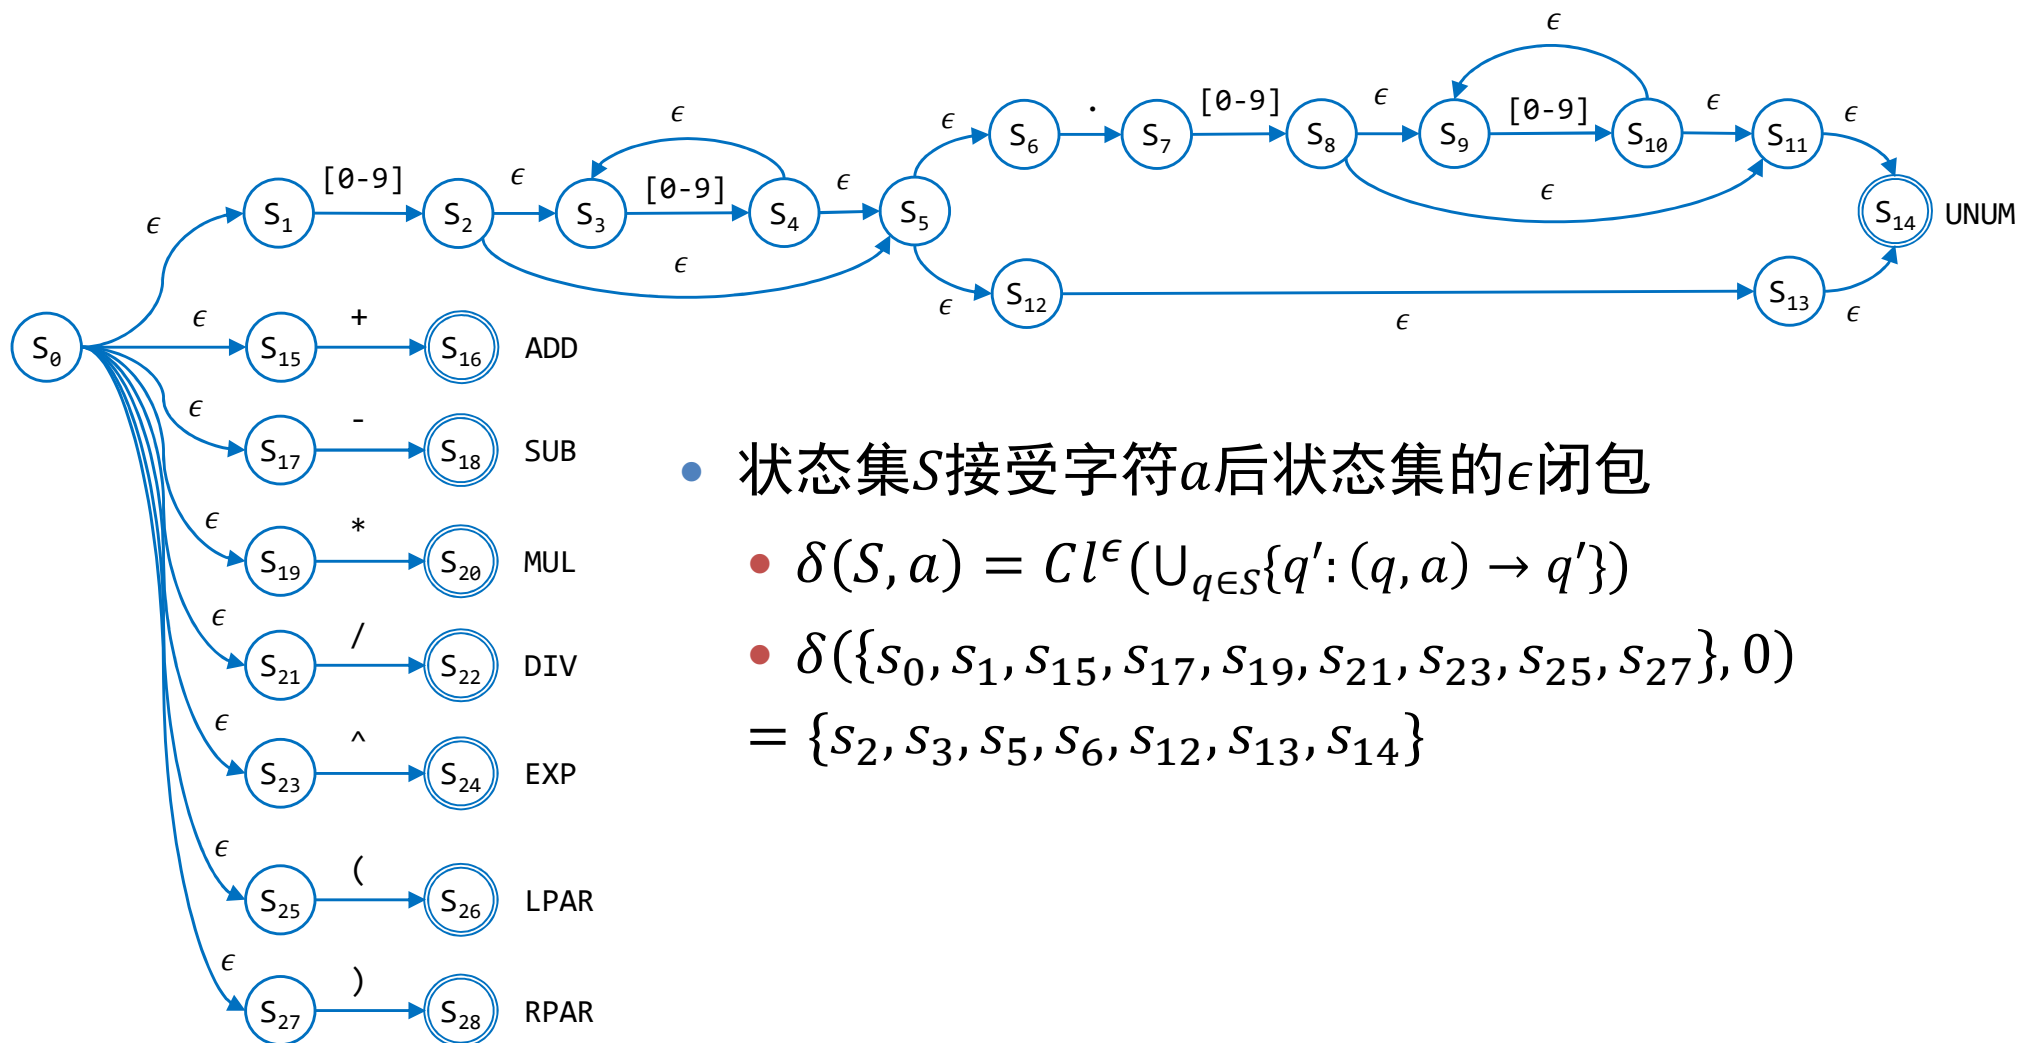 ϵ
ϵ ϵ . [0-9] ϵ [0-9] ϵ ϵ
S₆ S₇ S₈ S₉ S₁₀ S₁₁
ϵ [0-9] ϵ [0-9] ϵ ϵ
S₁ S₂ S₃ S₄ S₅ S₁₄ UNUM
ϵ ϵ S₁₂ S₁₃ ϵ
ϵ
S₀ ϵ S₁₅ + S₁₆ ADD
ϵ S₁₇ - S₁₈ SUB
ϵ S₁₉ * S₂₀ MUL
ϵ S₂₁ / S₂₂ DIV
ϵ S₂₃ ^ S₂₄ EXP
ϵ S₂₅ ( S₂₆ LPAR
ϵ S₂₇ ) S₂₈ RPAR
• 状态集S接受字符a后状态集的ϵ闭包
• δ(S, a) = Cl^ϵ(⋃_{q∈S}{q′: (q, a) → q′})
• δ({s₀, s₁, s₁₅, s₁₇, s₁₉, s₂₁, s₂₃, s₂₅, s₂₇}, 0)
= {s₂, s₃, s₅, s₆, s₁₂, s₁₃, s₁₄}